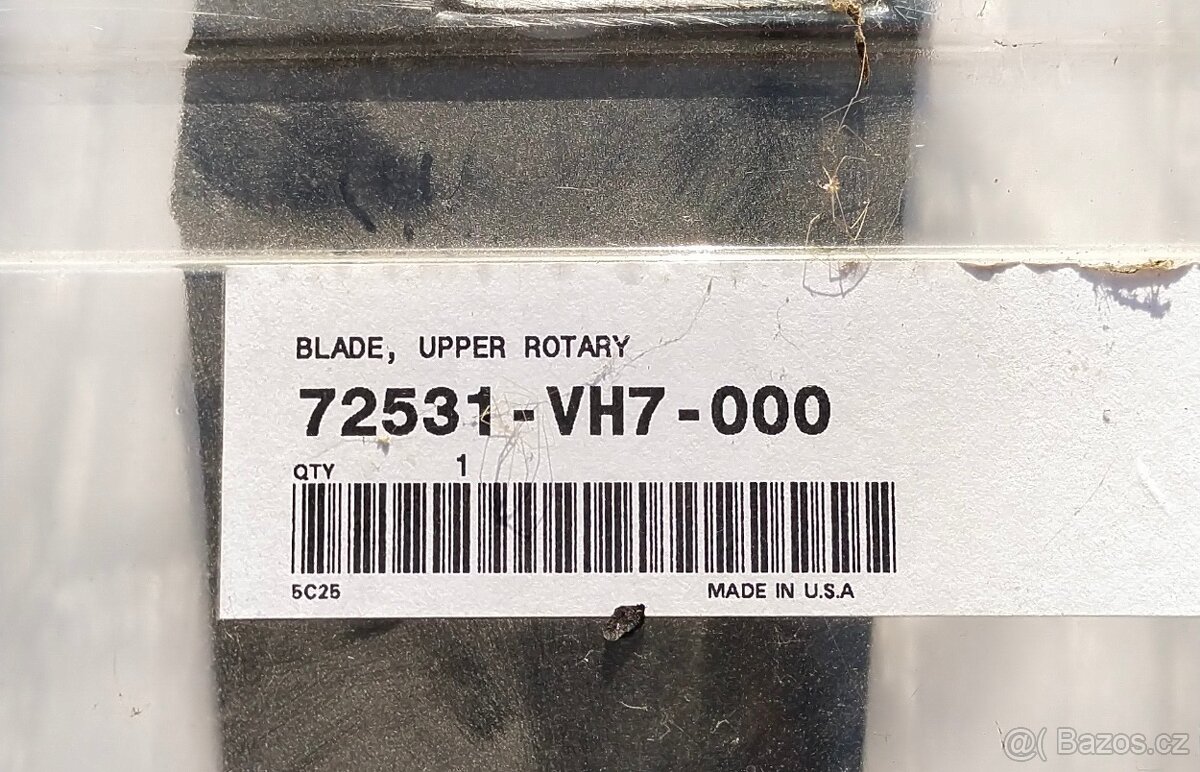 BLADE, UPPER ROTARY
72531-VH7-000
QTY 1
5C25 MADE IN U.S.A
@( Bazos.cz